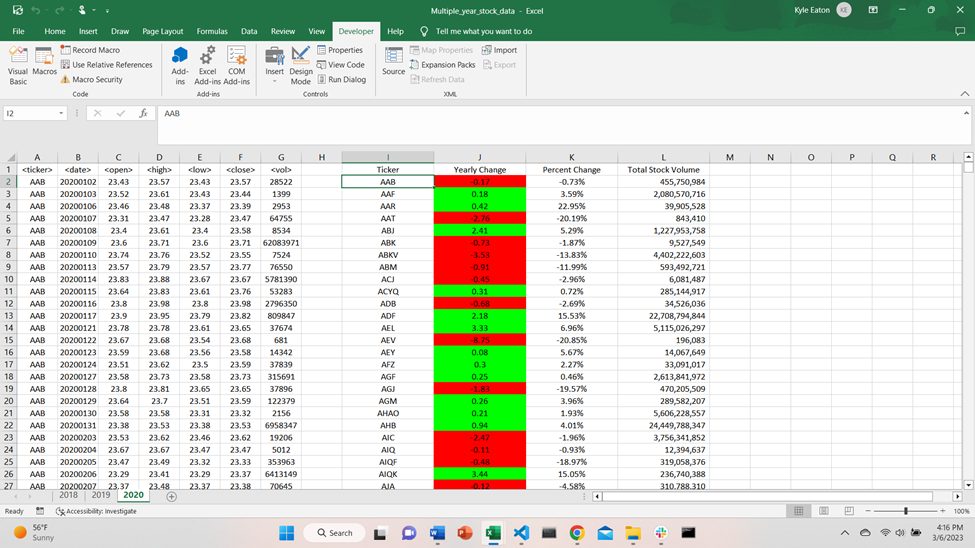 Multiple_year_stock_data - Excel
Kyle Eaton KE
File Home Insert Draw Page Layout Formulas Data Review View Developer Help Tell me what you want to do
Visual Basic
Macros
Record Macro
Use Relative References
Macro Security
Code
Add-ins
Excel Add-ins
COM Add-ins
Add-ins
Insert
Design Mode
Properties
View Code
Run Dialog
Controls
Source
Map Properties
Expansion Packs
Refresh Data
Import
Export
XML
I2 fx AAB
A B C D E F G H I J K L M N O P Q R
1 <ticker> <date> <open> <high> <low> <close> <vol> Ticker Yearly Change Percent Change Total Stock Volume
2 AAB 20200102 23.43 23.57 23.43 23.57 28522 AAB -0.17 -0.73% 455,750,984
3 AAB 20200103 23.52 23.61 23.43 23.44 1399 AAF 0.18 3.59% 2,080,570,716
4 AAB 20200106 23.46 23.48 23.37 23.39 2953 AAR 0.42 22.95% 39,905,528
5 AAB 20200107 23.31 23.47 23.28 23.47 64755 AAT -2.76 -20.19% 843,410
6 AAB 20200108 23.4 23.61 23.4 23.58 8534 ABJ 2.41 5.29% 1,227,953,758
7 AAB 20200109 23.6 23.71 23.6 23.71 62083971 ABK -0.73 -1.87% 9,527,549
8 AAB 20200110 23.74 23.76 23.52 23.55 7524 ABKV -3.53 -13.83% 4,402,222,603
9 AAB 20200113 23.57 23.79 23.57 23.77 76550 ABM -0.91 -11.99% 593,492,721
10 AAB 20200114 23.83 23.88 23.67 23.67 5781390 ACJ -0.45 -2.96% 6,081,487
11 AAB 20200115 23.64 23.83 23.61 23.76 53283 ACYQ 0.31 0.72% 285,144,917
12 AAB 20200116 23.8 23.98 23.8 23.98 2796350 ADB -0.68 -2.69% 34,526,036
13 AAB 20200117 23.9 23.95 23.79 23.82 809847 ADF 2.18 15.53% 22,708,794,844
14 AAB 20200121 23.78 23.78 23.61 23.65 37674 AEL 3.33 6.96% 5,115,026,297
15 AAB 20200122 23.67 23.68 23.54 23.68 681 AEV -8.75 -20.85% 196,083
16 AAB 20200123 23.59 23.68 23.56 23.58 14342 AEY 0.08 5.67% 14,067,649
17 AAB 20200124 23.51 23.62 23.5 23.59 37839 AFZ 0.3 2.27% 33,091,017
18 AAB 20200127 23.58 23.73 23.58 23.73 315691 AGF 0.25 0.46% 2,613,841,972
19 AAB 20200128 23.8 23.81 23.65 23.65 37896 AGJ -1.83 -19.57% 470,205,509
20 AAB 20200129 23.64 23.7 23.51 23.59 122379 AGM 0.26 3.96% 289,582,207
21 AAB 20200130 23.58 23.58 23.31 23.32 2156 AHAO 0.21 1.93% 5,606,228,557
22 AAB 20200131 23.38 23.53 23.38 23.53 6958347 AHB 0.94 4.01% 24,449,788,347
23 AAB 20200203 23.53 23.62 23.46 23.62 19206 AIC -2.47 -1.96% 3,756,341,852
24 AAB 20200204 23.67 23.67 23.47 23.47 5012 AIQ -0.11 -0.93% 12,394,637
25 AAB 20200205 23.47 23.49 23.32 23.33 353963 AIQF -0.48 -18.97% 319,058,376
26 AAB 20200206 23.29 23.41 23.29 23.37 6413149 AIQK 3.44 15.05% 236,740,388
27 AAB 20200207 23.37 23.48 23.37 23.38 70645 AJA -0.12 -4.58% 310,788,310
2018 2019 2020
Ready Accessibility: Investigate 100%
56°F
Sunny
Search
4:16 PM
3/6/2023